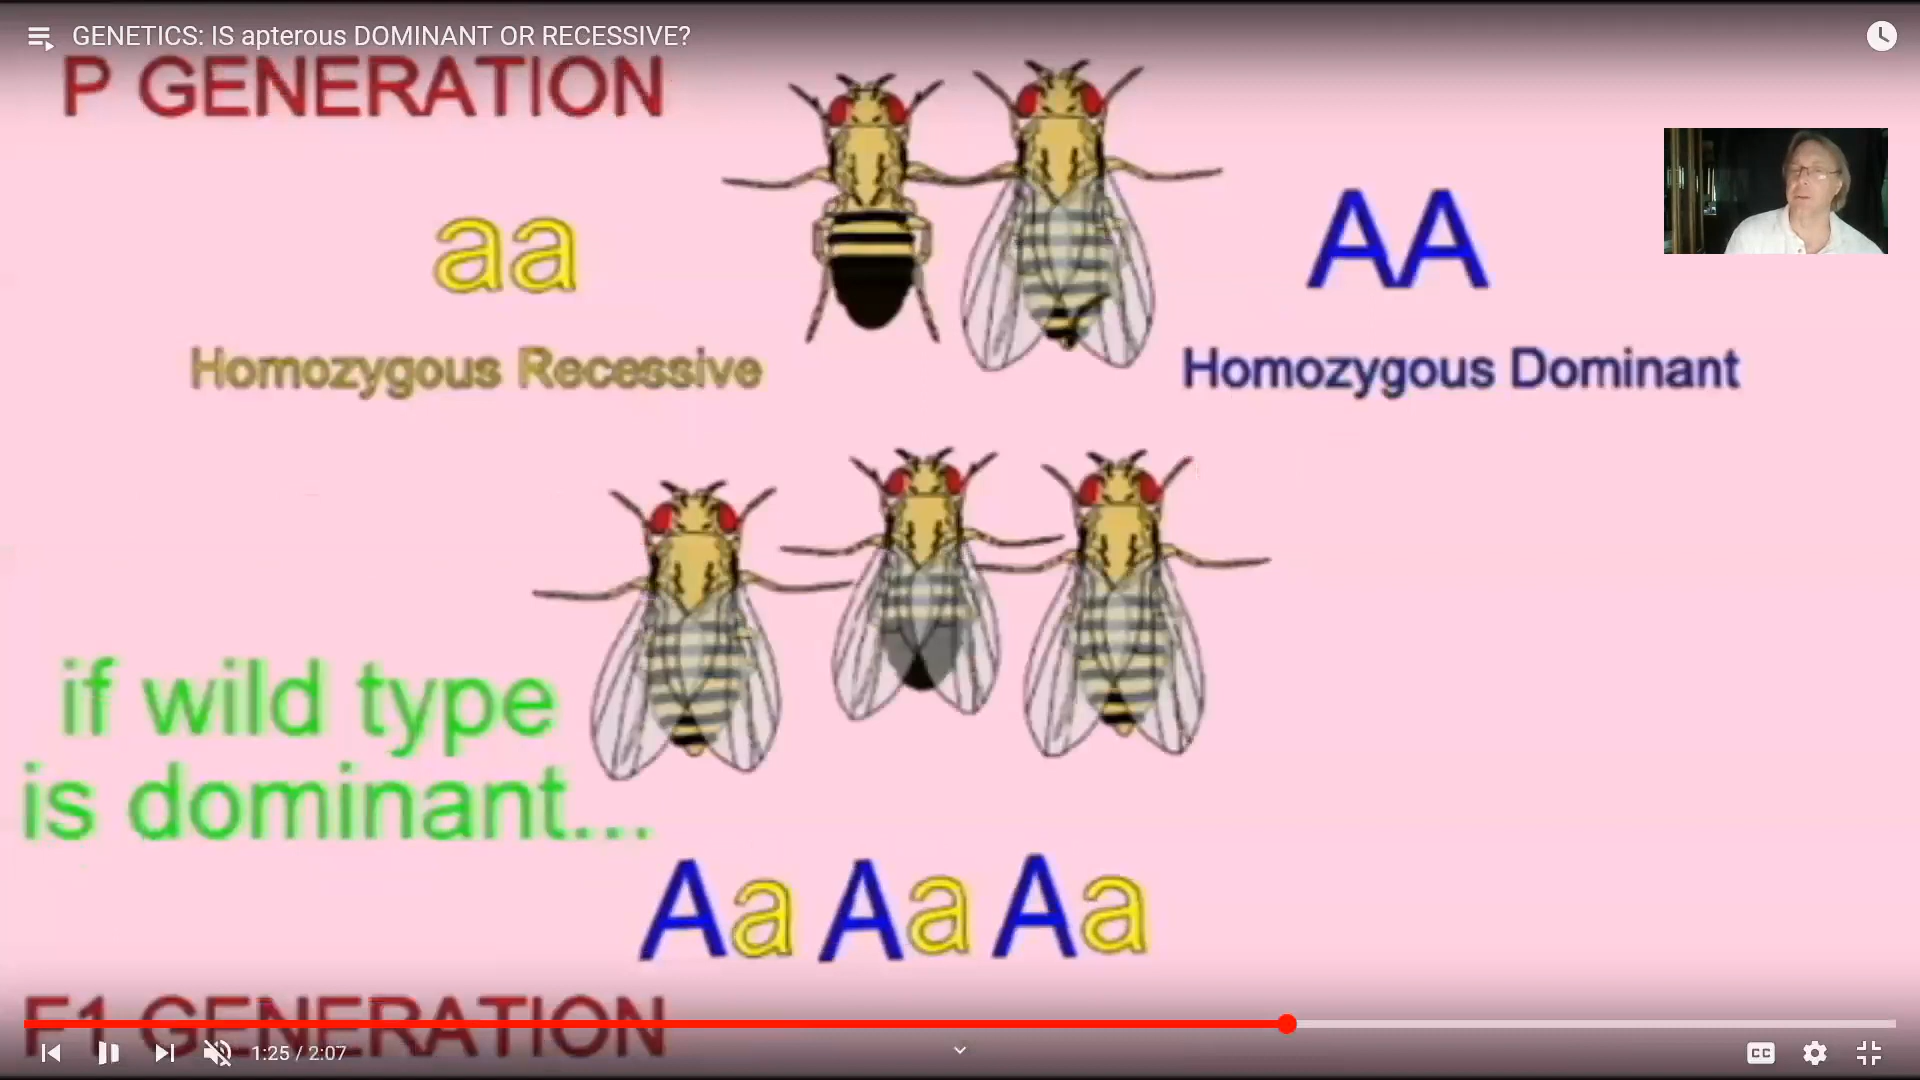 GENETICS: IS apterous DOMINANT OR RECESSIVE?
P GENERATION
aa
AA
Homozygous Recessive
Homozygous Dominant
if wild type
is dominant...
Aa Aa Aa
F1 GENERATION
1:25 / 2:07
CC